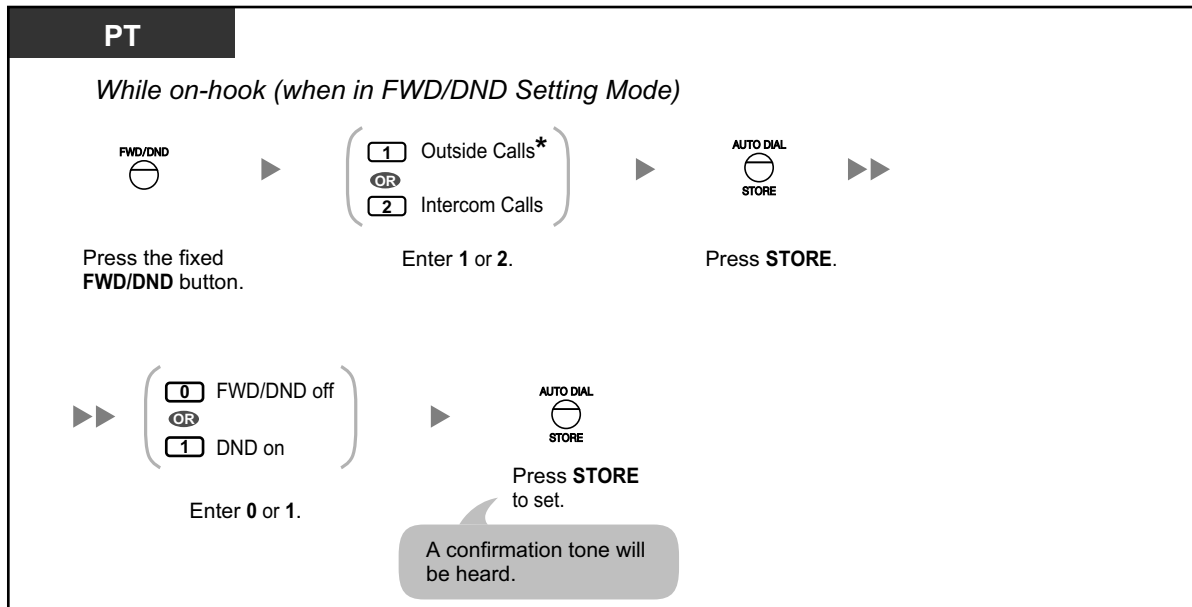 PT
While on-hook (when in FWD/DND Setting Mode)
FWD/DND
1 Outside Calls*
OR
2 Intercom Calls
AUTO DIAL
STORE
Press the fixed
FWD/DND button.
Enter 1 or 2.
Press STORE.
0 FWD/DND off
OR
1 DND on
AUTO DIAL
STORE
Enter 0 or 1.
Press STORE
to set.
A confirmation tone will
be heard.